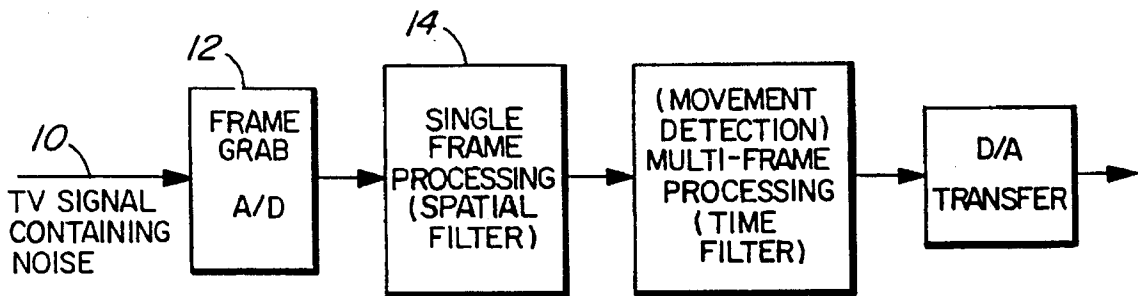 10
TV SIGNAL
CONTAINING
NOISE
12
FRAME
GRAB
A/D
14
SINGLE
FRAME
PROCESSING
(SPATIAL
FILTER)
(MOVEMENT
DETECTION)
MULTI-FRAME
PROCESSING
(TIME
FILTER)
D/A
TRANSFER